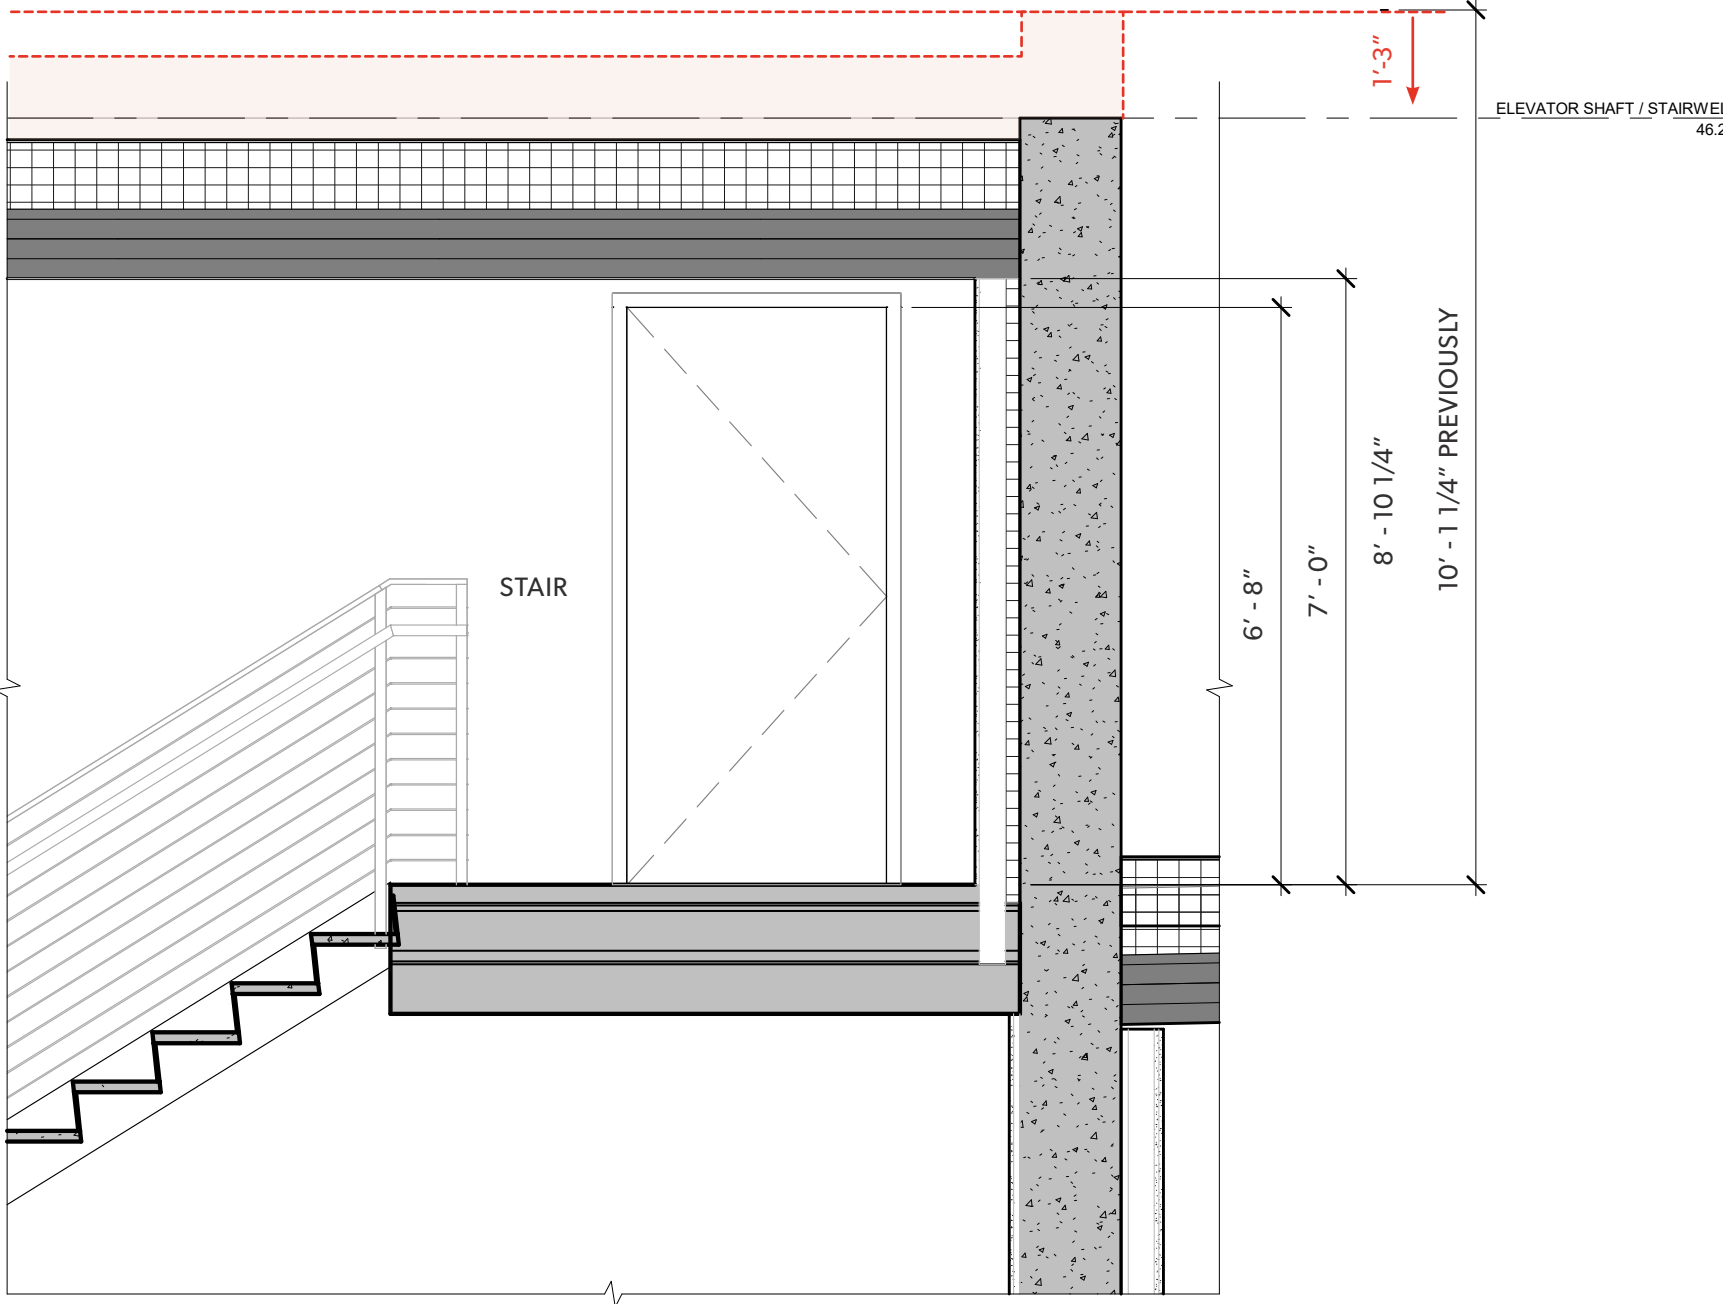 1'-3"
ELEVATOR SHAFT / STAIRWEL
46.2
STAIR
6' - 8"
7' - 0"
8' - 10 1/4"
10' - 1 1/4" PREVIOUSLY